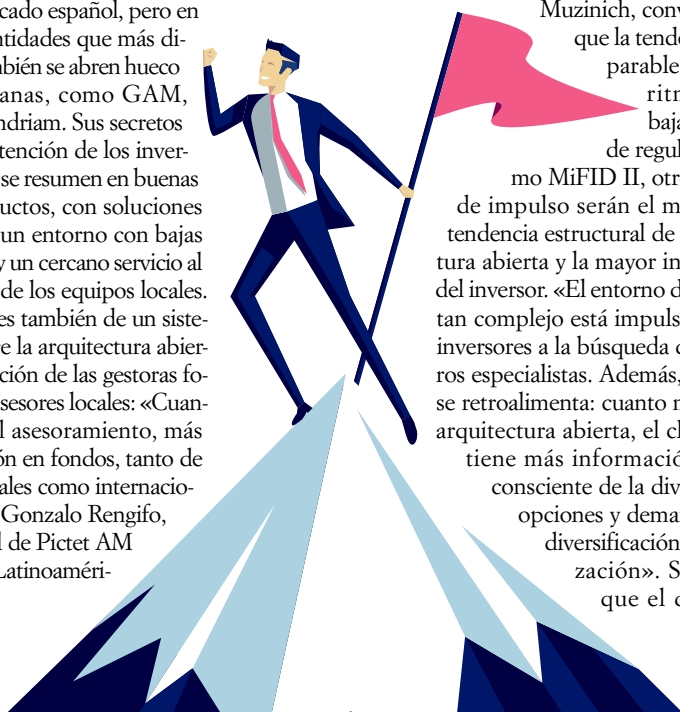 cado español, pero en
ntidades que más di-
mbién se abren hueco
anas, como GAM,
ndriam. Sus secretos
tención de los inver-
se resumen en buenas
uctos, con soluciones
un entorno con bajas
y un cercano servicio al
de los equipos locales.
es también de un siste-
e la arquitectura abier-
ción de las gestoras fo-
sesores locales: «Cuan-
l asesoramiento, más
ón en fondos, tanto de
ales como internacio-
Gonzalo Rengifo,
l de Pictet AM
Latinoaméri-
Muzinich, conv
que la tende
parable
ritm
baja
de regul
mo MiFID II, otr
de impulso serán el m
tendencia estructural de
tura abierta y la mayor in
del inversor. «El entorno d
tan complejo está impuls
inversores a la búsqueda d
ros especialistas. Además,
se retroalimenta: cuanto m
arquitectura abierta, el cl
tiene más informació
consciente de la div
opciones y dema
diversificación
zación». S
que el c